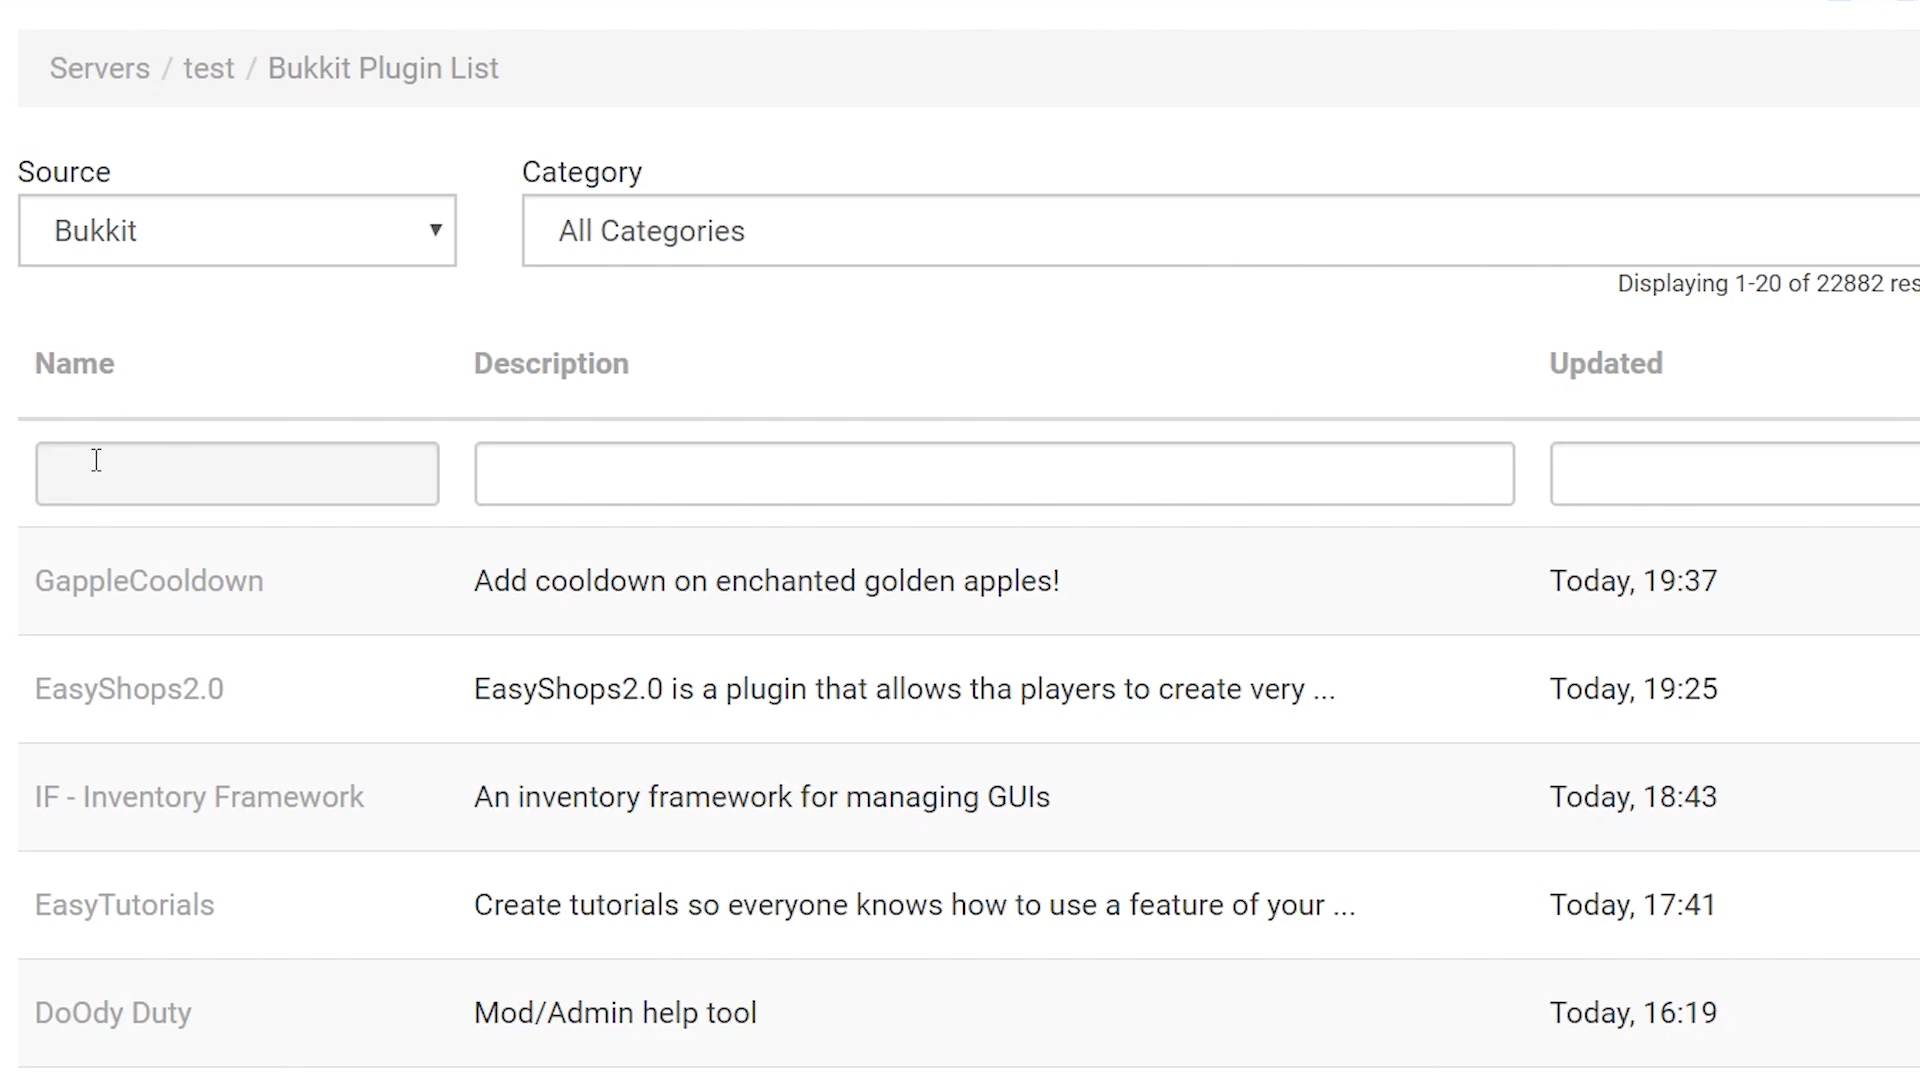 Servers / test / Bukkit Plugin List
Source
Category
Bukkit
All Categories
Displaying 1-20 of 22882 res
Name
Description
Updated
GappleCooldown
Add cooldown on enchanted golden apples!
Today, 19:37
EasyShops2.0
EasyShops2.0 is a plugin that allows tha players to create very ...
Today, 19:25
IF - Inventory Framework
An inventory framework for managing GUIs
Today, 18:43
EasyTutorials
Create tutorials so everyone knows how to use a feature of your ...
Today, 17:41
DoOdy Duty
Mod/Admin help tool
Today, 16:19